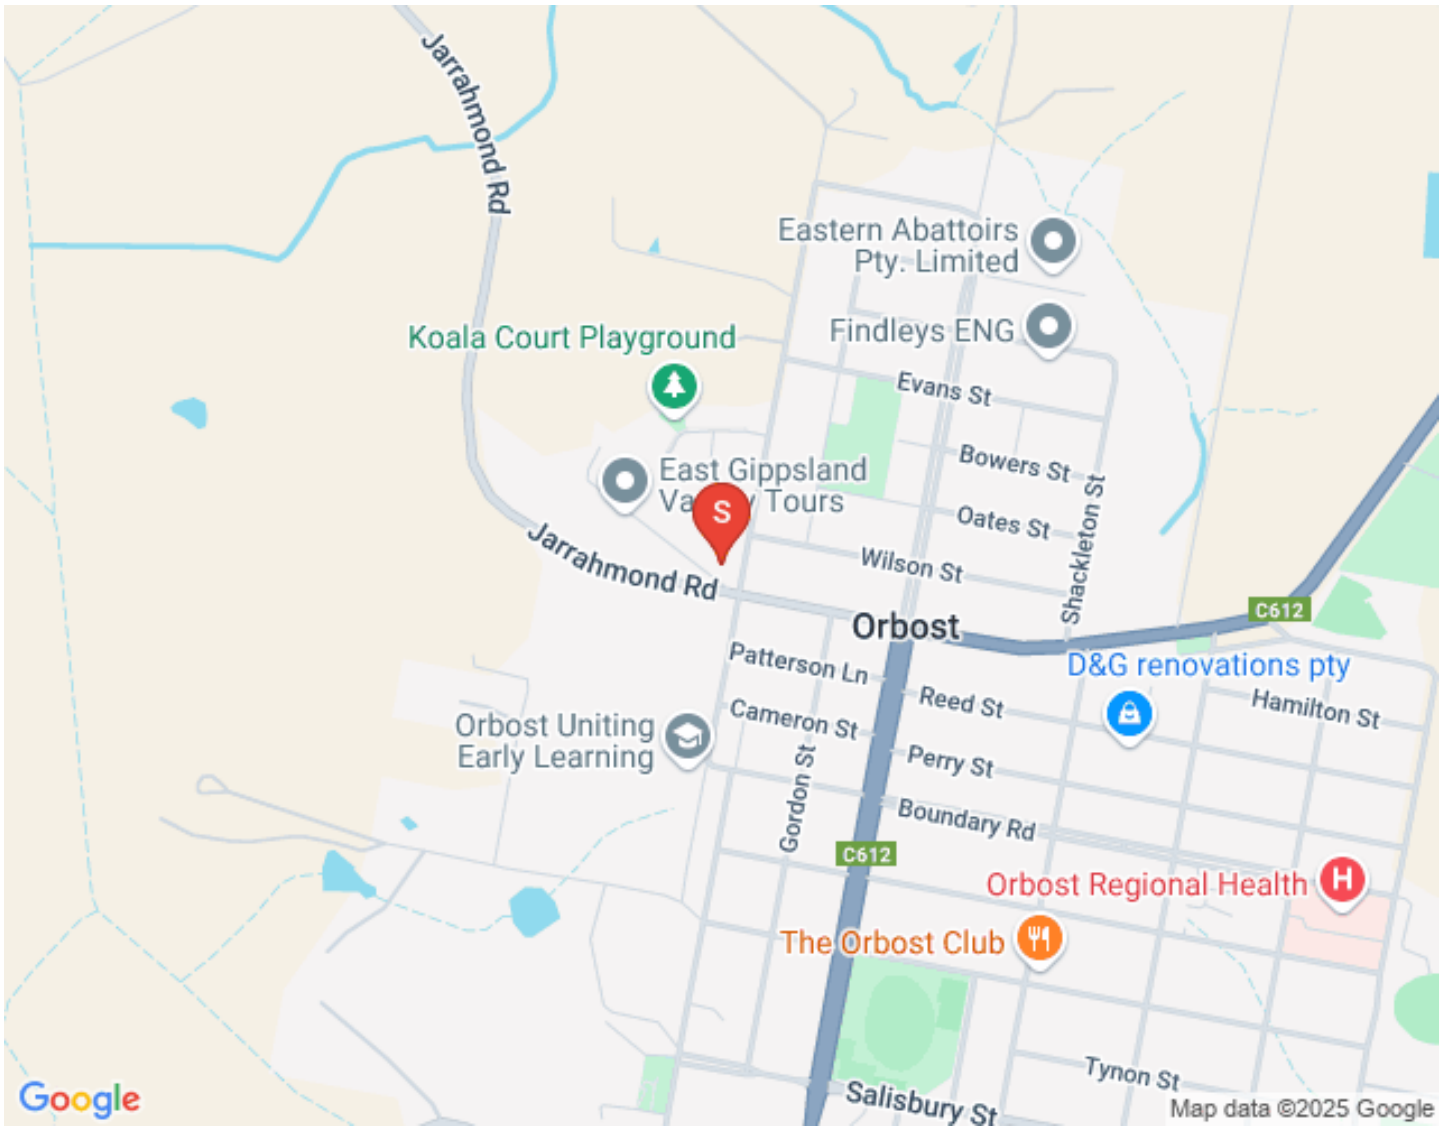 Jarrahmond Rd
Eastern Abattoirs
Pty. Limited
Findleys ENG
Koala Court Playground
Evans St
East Gippsland
Tours
S
Bowers St
Oates St
Shackleton St
Jarrahmond Rd
Wilson St
C612
Orbost
Patterson Ln
D&G renovations pty
Reed St
Hamilton St
Cameron St
Orbost Uniting
Early Learning
Gordon St
Perry St
Boundary Rd
C612
Orbost Regional Health
H
The Orbost Club
Tynon St
Salisbury St
Google
Map data ©2025 Google